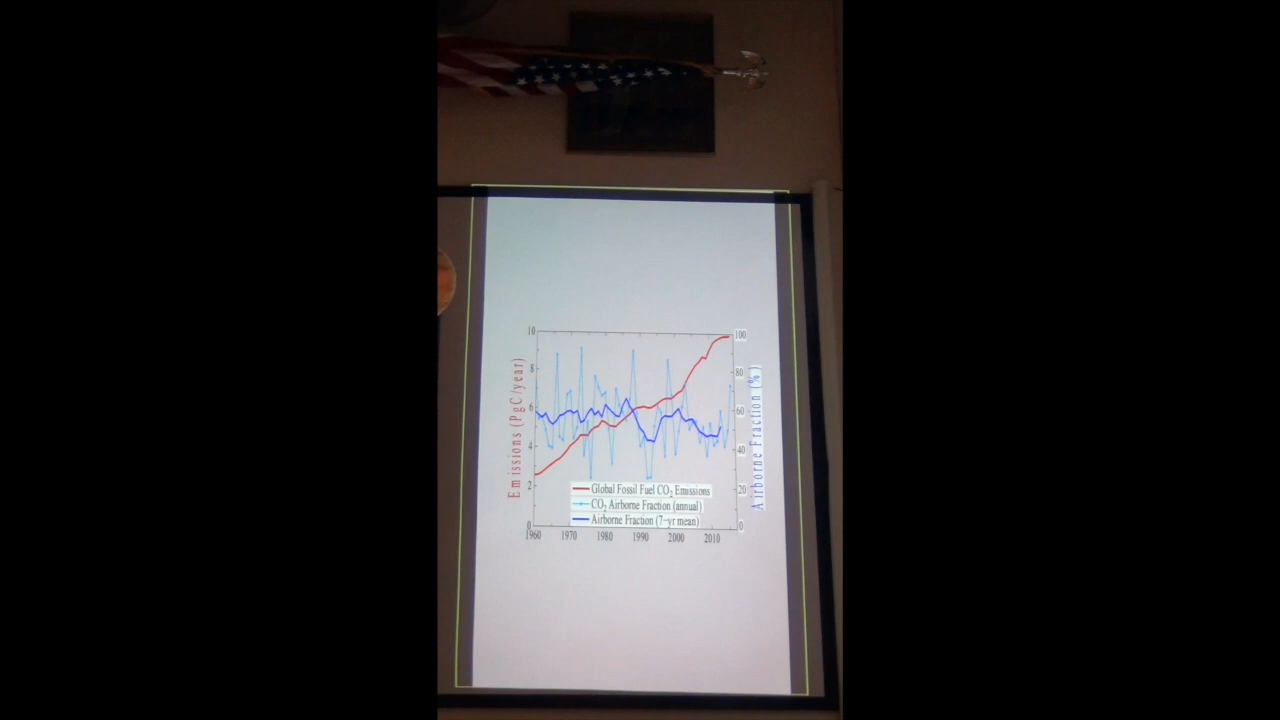 10
8
6
4
2
0
Emissions (PgC/year)
100
80
60
40
20
0
Airborne Fraction (%)
Global Fossil Fuel CO₂ Emissions
CO₂ Airborne Fraction (annual)
Airborne Fraction (7-yr mean)
1960 1970 1980 1990 2000 2010